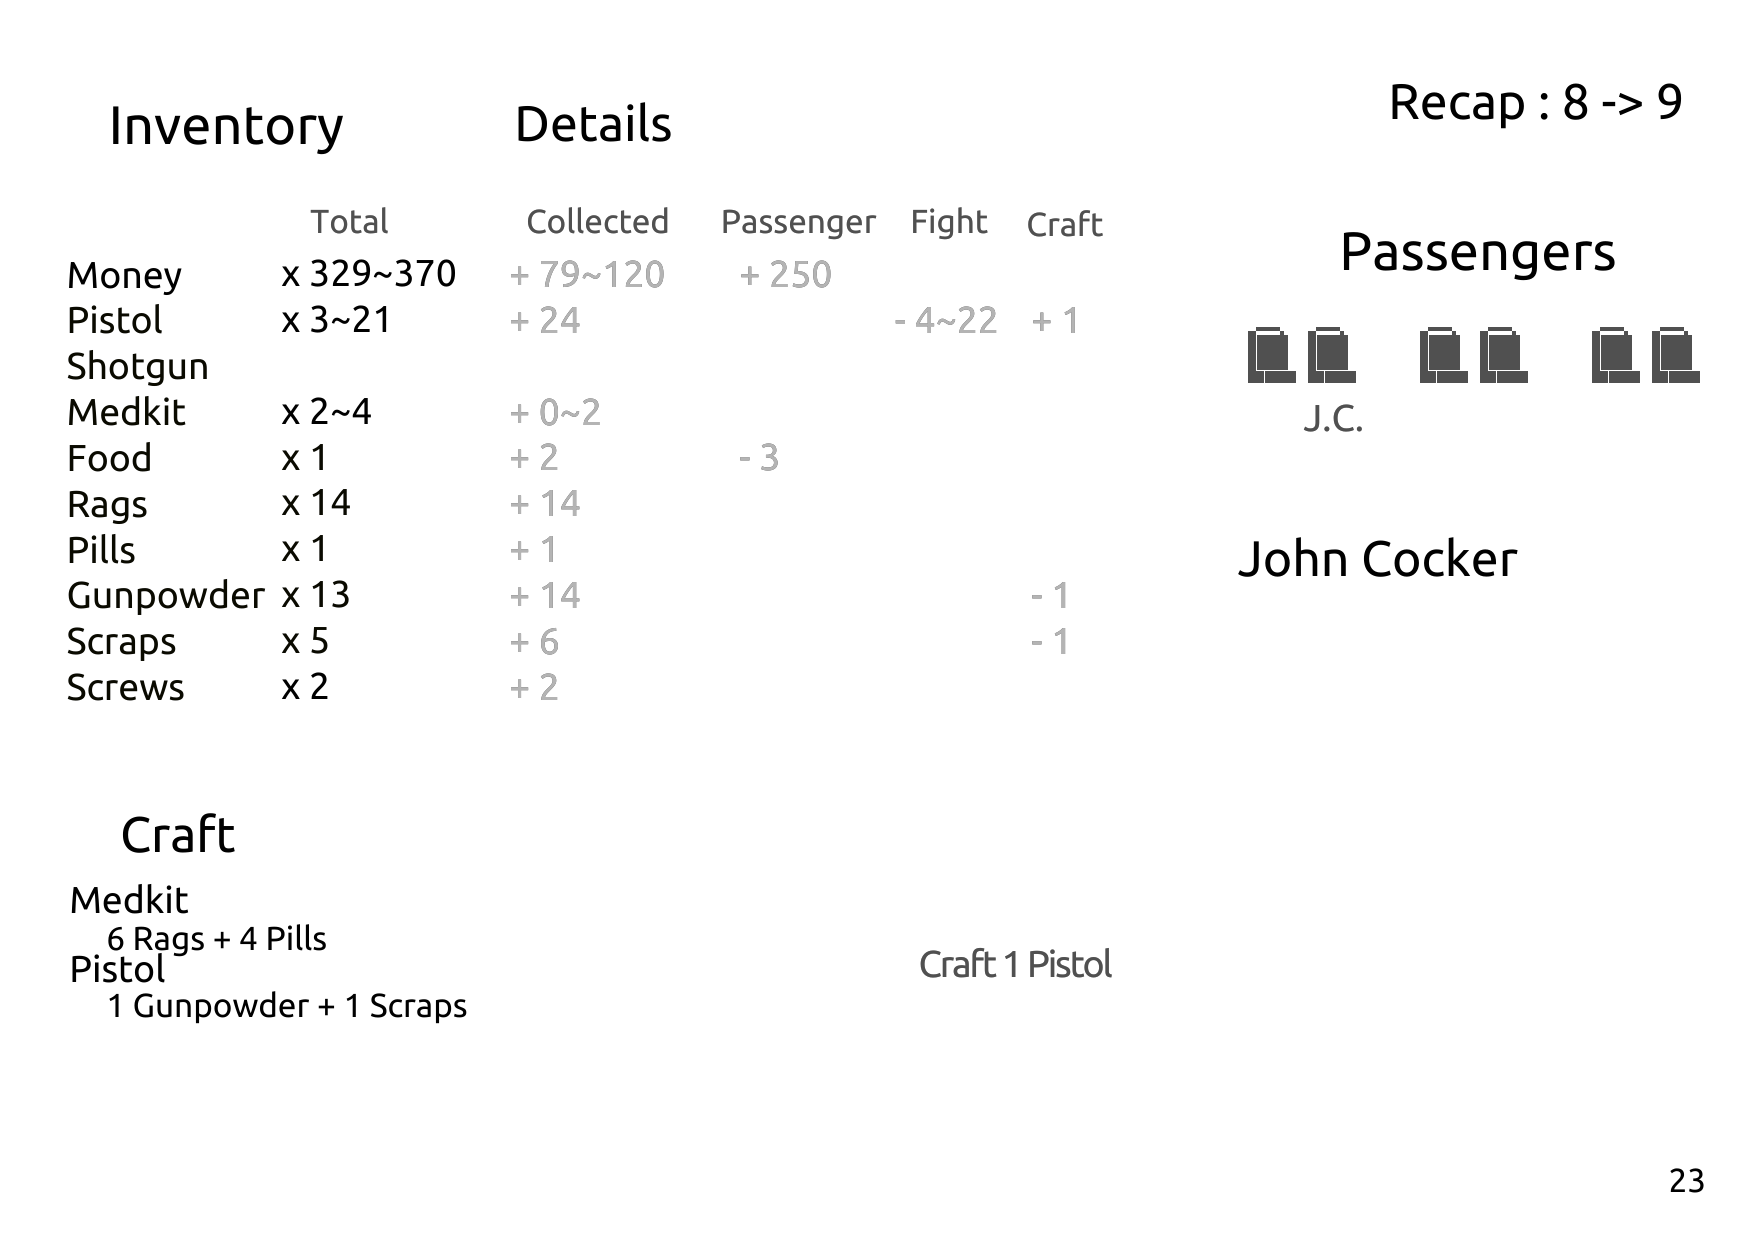 Recap : 8 -> 9
Inventory Details
Total Collected Passenger Fight Craft
Money x 329~370 + 79~120 + 250
Pistol x 3~21 + 24 - 4~22 + 1
Shotgun
Medkit x 2~4 + 0~2
Food x 1 + 2 - 3
Rags x 14 + 14
Pills x 1 + 1
Gunpowder x 13 + 14 - 1
Scraps x 5 + 6 - 1
Screws x 2 + 2
Passengers
J.C.
John Cocker
Craft
Medkit
6 Rags + 4 Pills
Pistol
1 Gunpowder + 1 Scraps
Craft 1 Pistol
23